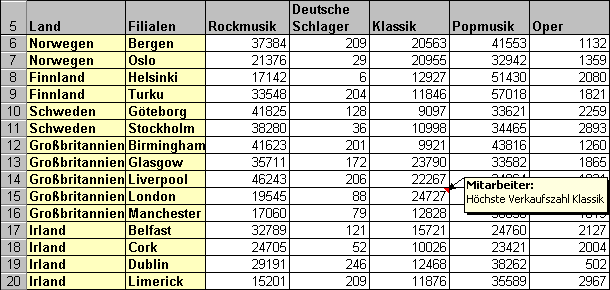 Deutsche
5 Land Filialen Rockmusik Schlager Klassik Popmusik Oper
6 Norwegen Bergen 37384 209 20563 41553 1132
7 Norwegen Oslo 21376 29 20955 32942 1359
8 Finnland Helsinki 17142 6 12927 51430 2080
9 Finnland Turku 33548 204 11846 57018 1821
10 Schweden Göteborg 41825 128 9097 33621 2259
11 Schweden Stockholm 38280 36 10998 34465 2893
12 Großbritannien Birmingham 41623 201 9921 43816 1260
13 Großbritannien Glasgow 35711 172 23790 33582 1865
14 Großbritannien Liverpool 46243 206 22267
Mitarbeiter:
15 Großbritannien London 19545 88 24727
Höchste Verkaufszahl Klassik
16 Großbritannien Manchester 17060 79 12828
17 Irland Belfast 32789 121 15721 24760 2127
18 Irland Cork 24705 52 10026 23421 2004
19 Irland Dublin 29191 246 12468 38262 502
20 Irland Limerick 15201 209 11876 35589 2967